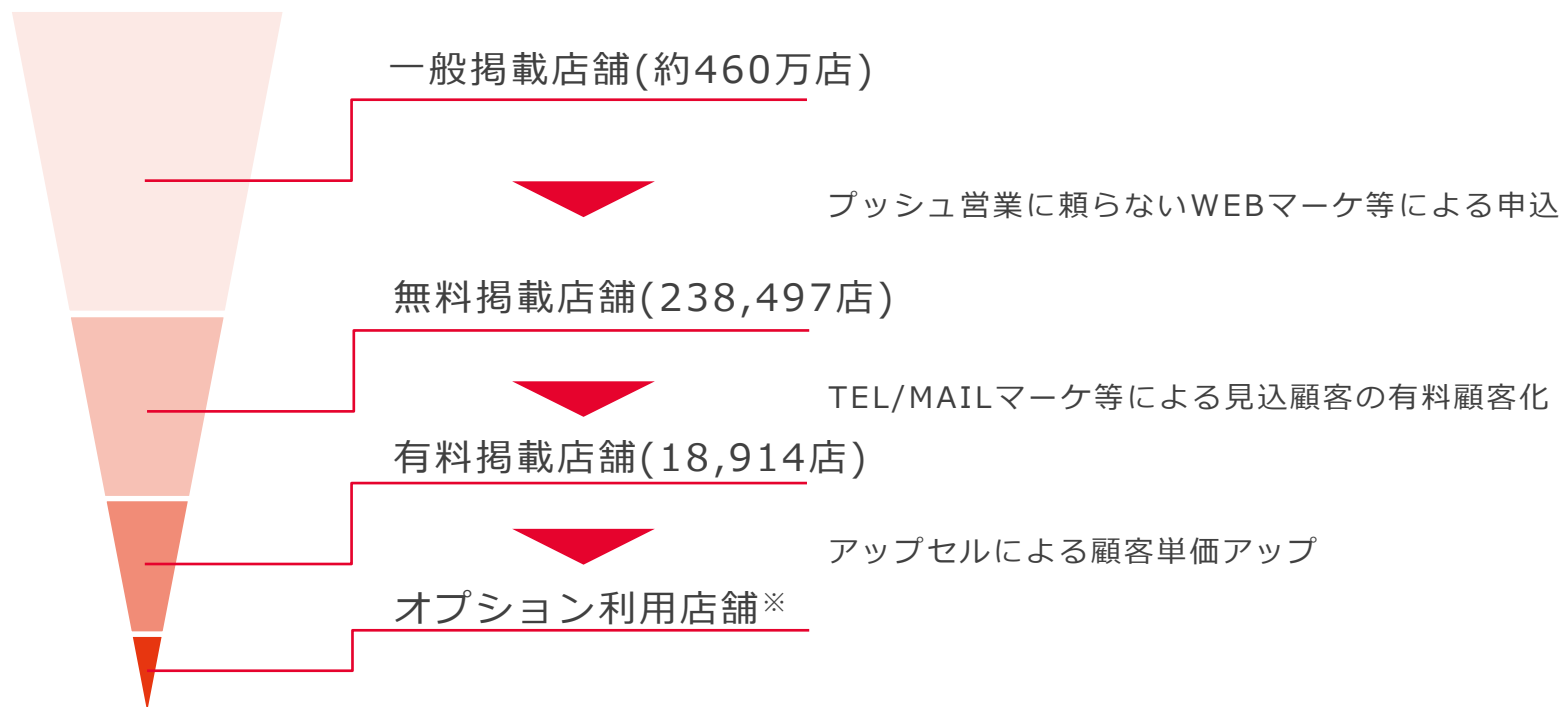 一般掲載店舗(約460万店)
プッシュ営業に頼らないWEBマーケ等による申込
無料掲載店舗(238,497店)
TEL/MAILマーケ等による見込顧客の有料顧客化
有料掲載店舗(18,914店)
アップセルによる顧客単価アップ
オプション利用店舗※